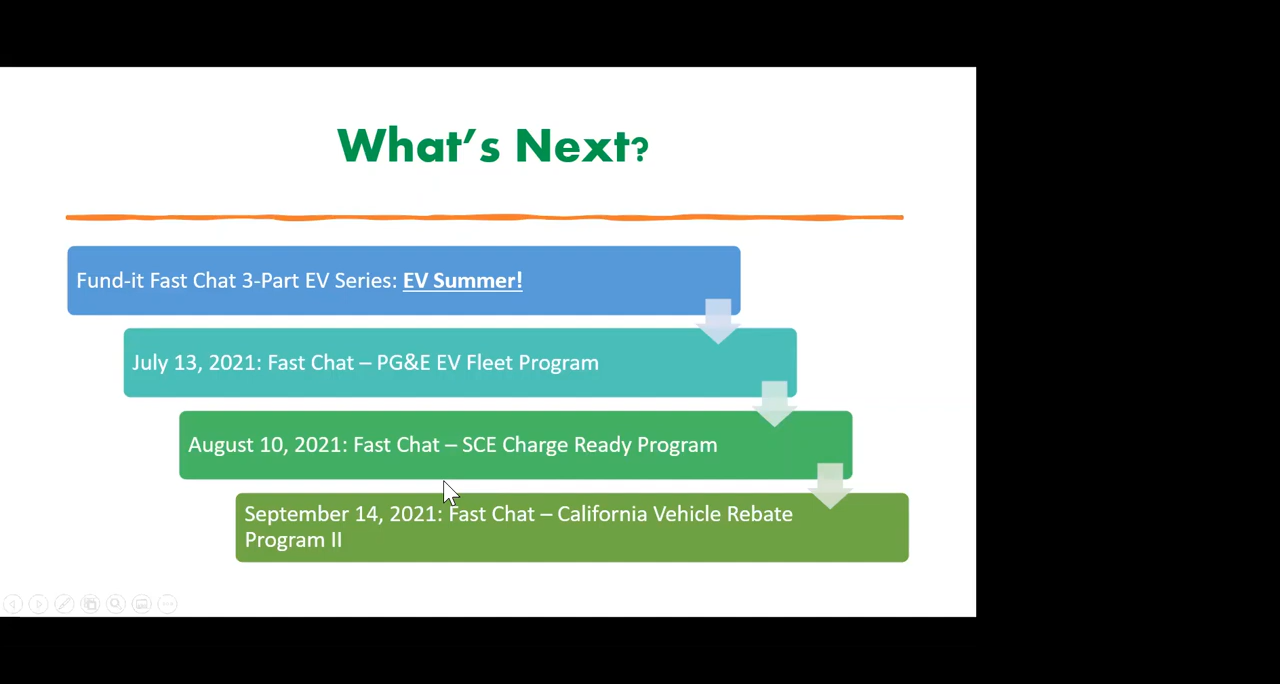 What’s Next?
Fund-it Fast Chat 3-Part EV Series: EV Summer!
July 13, 2021: Fast Chat – PG&E EV Fleet Program
August 10, 2021: Fast Chat – SCE Charge Ready Program
September 14, 2021: Fast Chat – California Vehicle Rebate
Program II